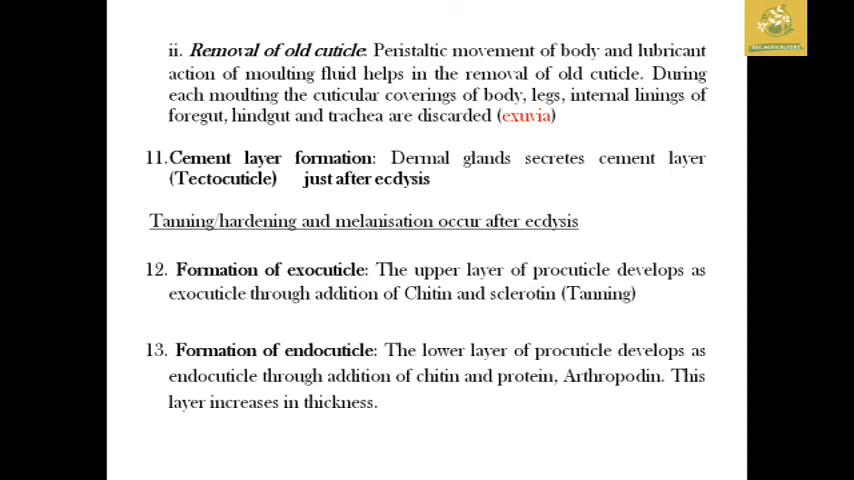 BSC.AGRICULTURE
ii. Removal of old cuticle: Peristaltic movement of body and lubricant
action of moulting fluid helps in the removal of old cuticle. During
each moulting the cuticular coverings of body, legs, internal linings of
foregut, hindgut and trachea are discarded (exuvia)
11.Cement layer formation: Dermal glands secretes cement layer
(Tectocuticle) just after ecdysis
Tanning/hardening and melanisation occur after ecdysis
12. Formation of exocuticle: The upper layer of procuticle develops as
exocuticle through addition of Chitin and sclerotin (Tanning)
13. Formation of endocuticle: The lower layer of procuticle develops as
endocuticle through addition of chitin and protein, Arthropodin. This
layer increases in thickness.